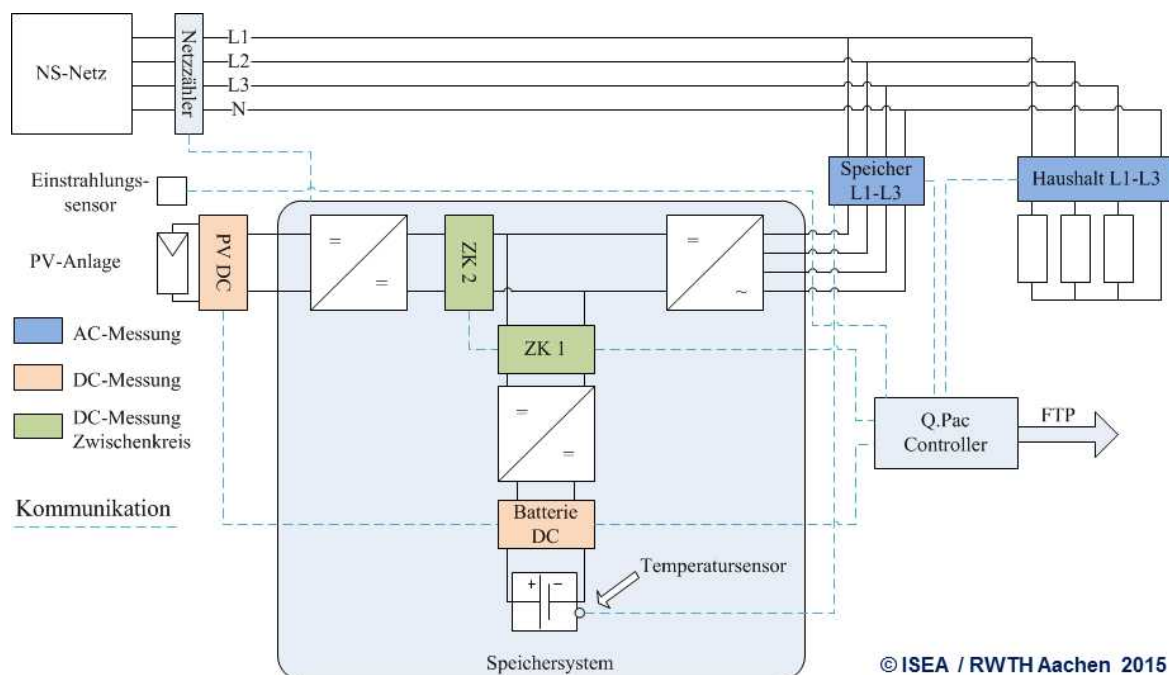 NS-Netz
Netzzähler
L1
L2
L3
N
Einstrahlungs-
sensor
PV-Anlage
PV DC
=
=
ZK 2
=
~
Speicher
L1-L3
Haushalt L1-L3
AC-Messung
DC-Messung
DC-Messung
Zwischenkreis
ZK 1
=
=
Q.Pac
Controller
FTP
Kommunikation
Batterie
DC
+ −
Temperatursensor
Speichersystem
© ISEA / RWTH Aachen 2015